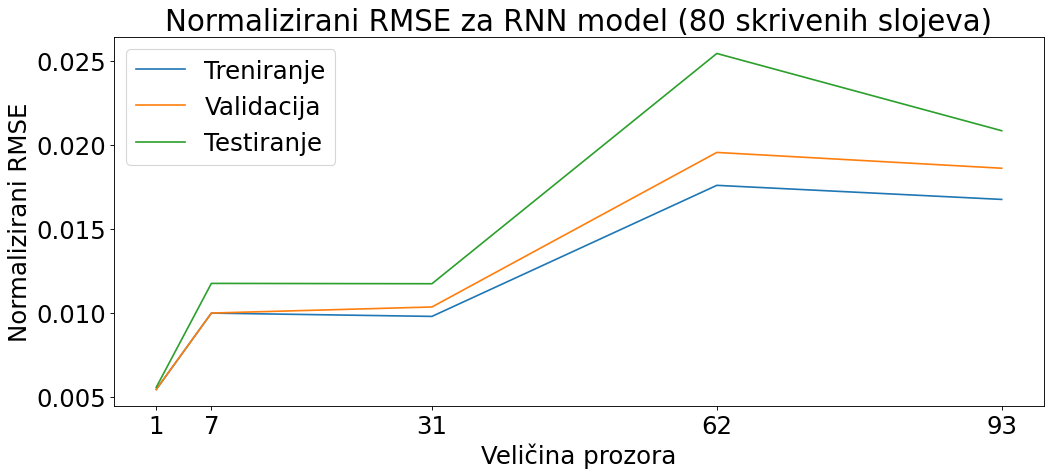 Normalizirani RMSE za RNN model (80 skrivenih slojeva)
Treniranje
Validacija
Testiranje
Normalizirani RMSE
0.025
0.020
0.015
0.010
0.005
1 7 31 62 93
Veličina prozora